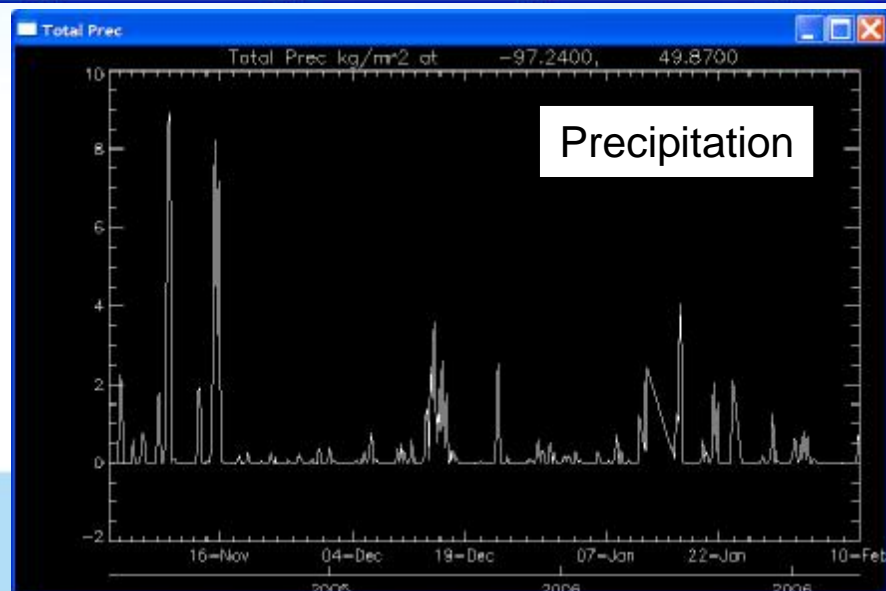 Total Prec
Total Prec kg/m^2 at -97.2400, 49.8700
Precipitation
10
8
6
4
2
0
-2
16-Nov 04-Dec 19-Dec 07-Jan 22-Jan 10-Feb
2005 2006 2006